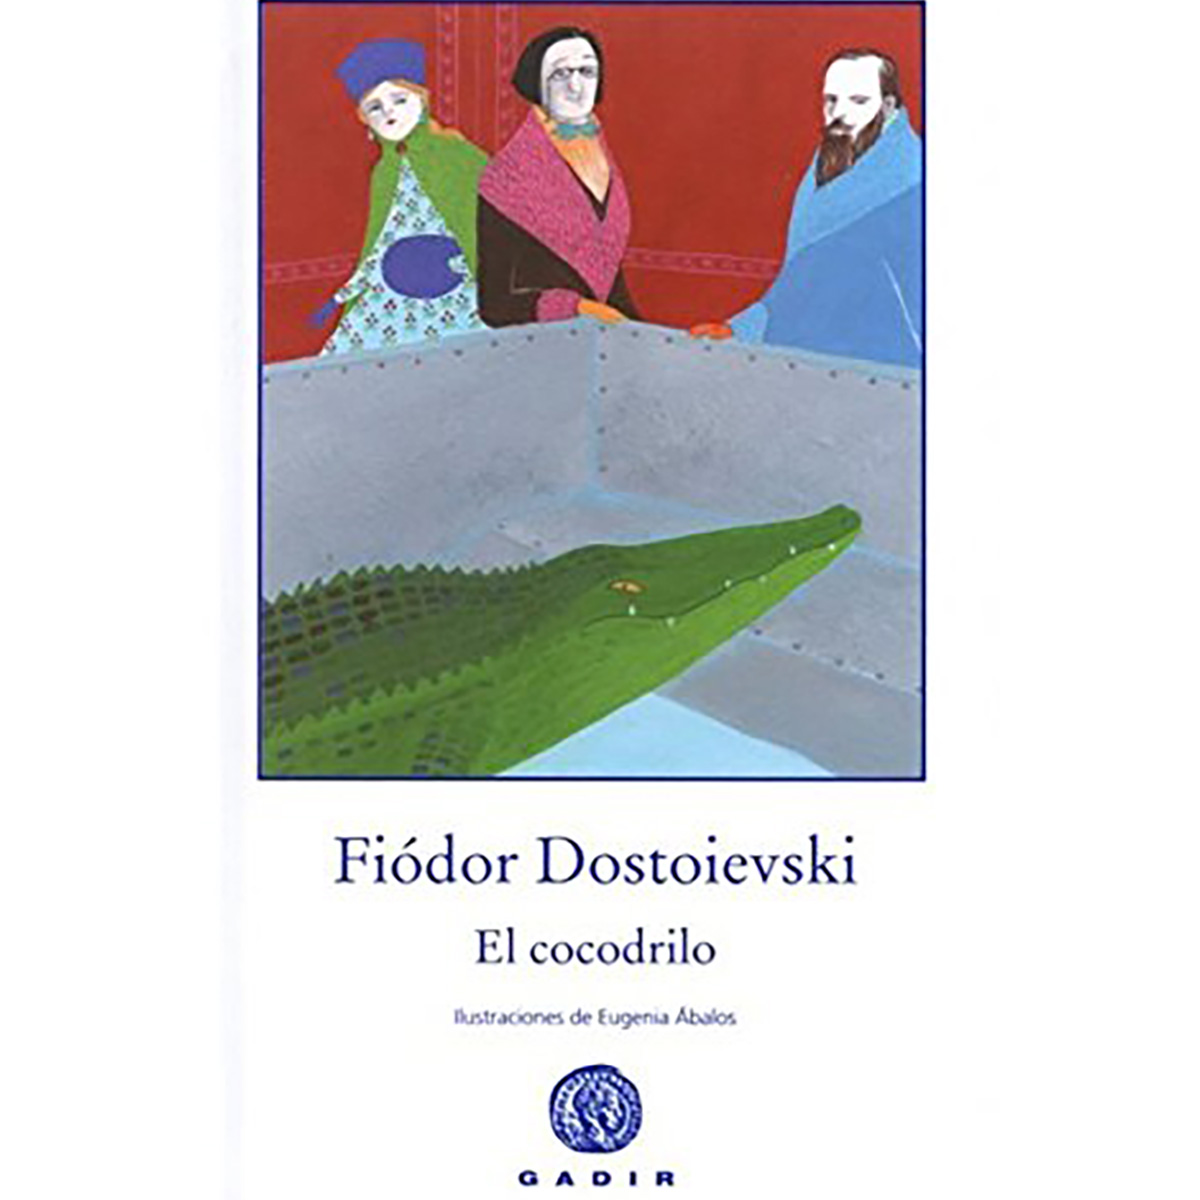 Fiódor Dostoievski
El cocodrilo
Ilustraciones de Eugenia Ábalos
GADIR